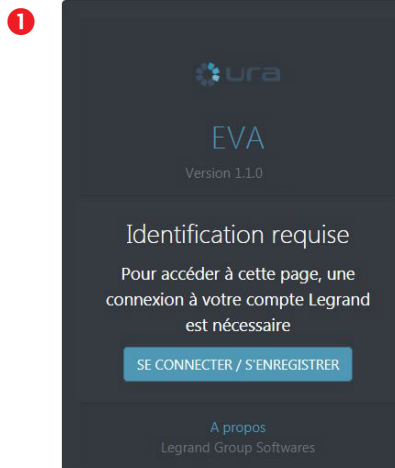 1
ura
EVA
Version 1.1.0
Identification requise
Pour accéder à cette page, une
connexion à votre compte Legrand
est nécessaire
SE CONNECTER / S'ENREGISTRER
A propos
Legrand Group Softwares